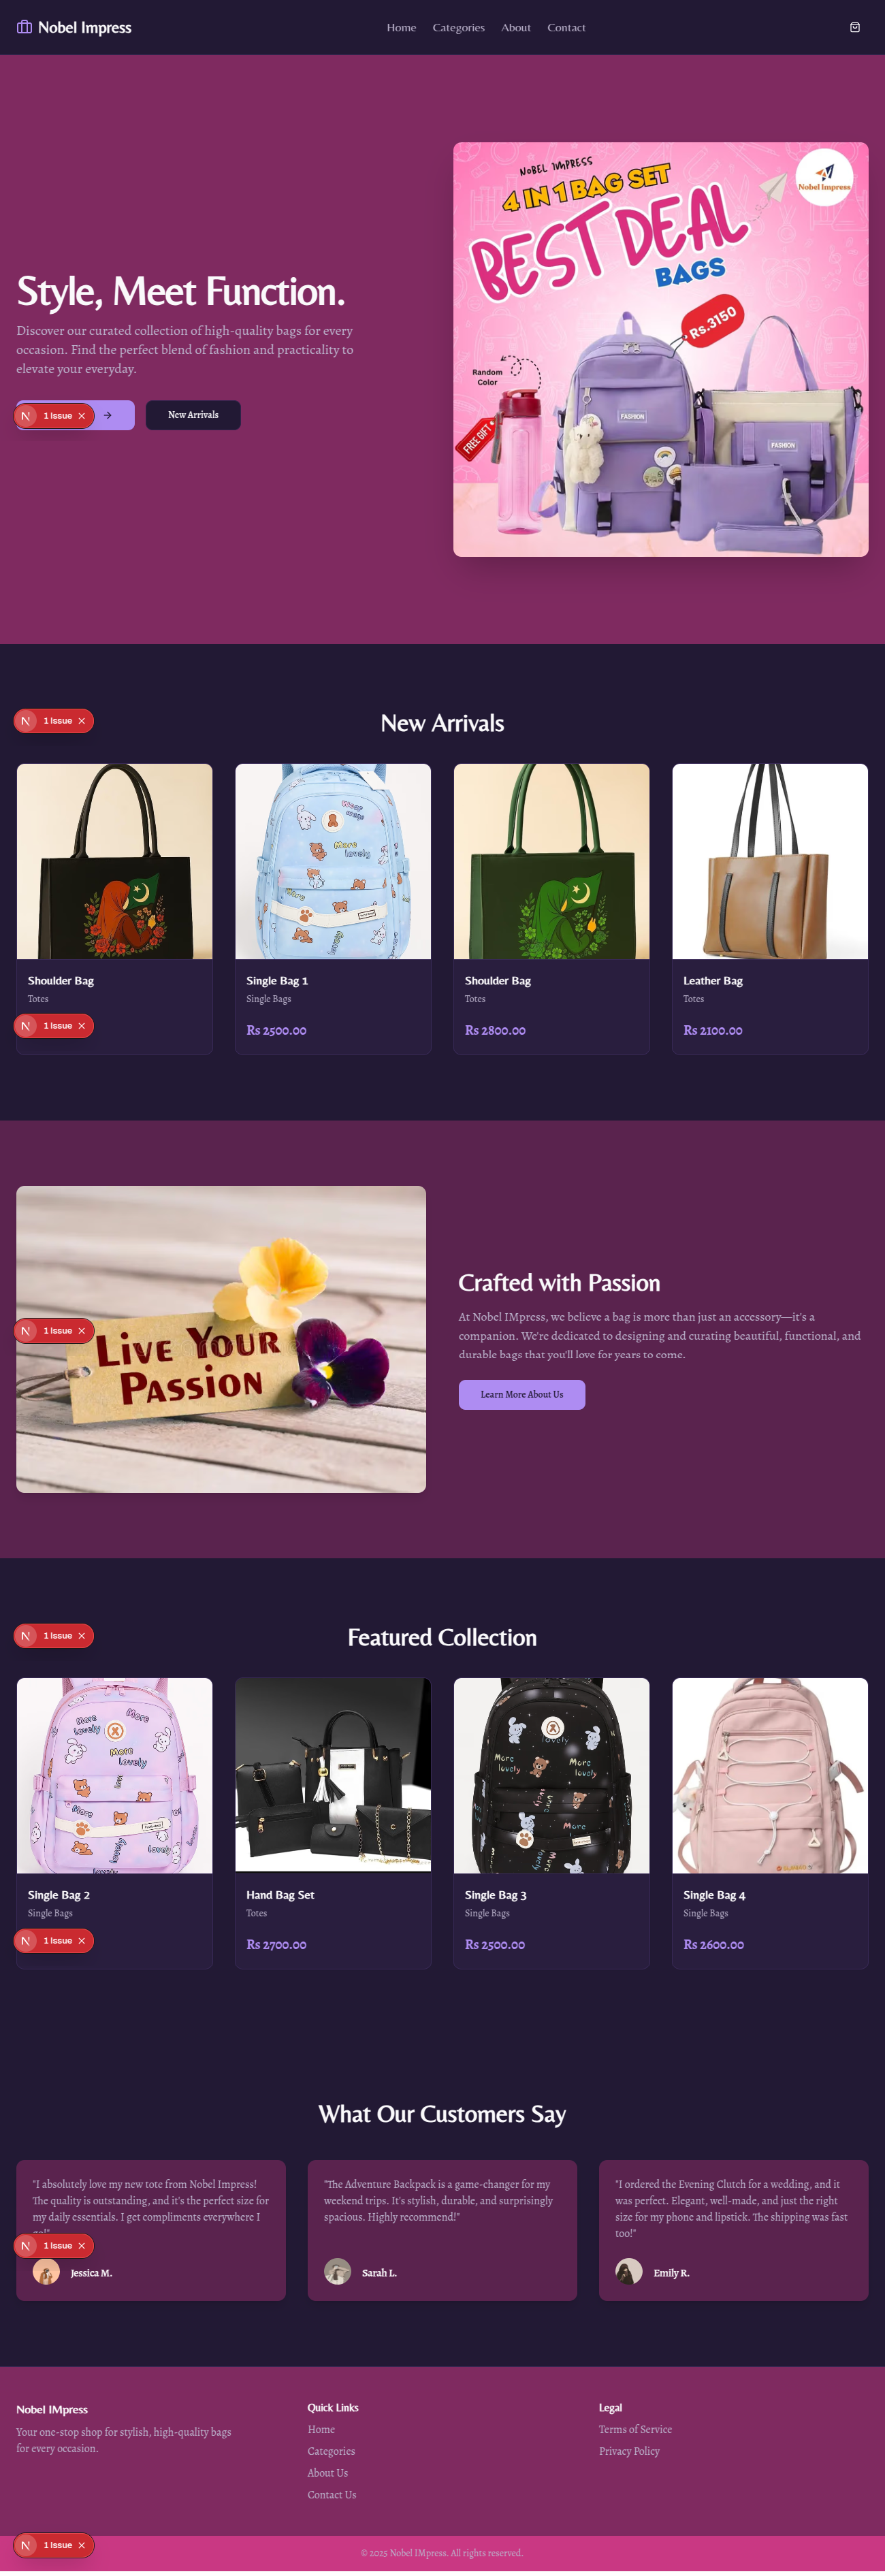 Nobel Impress
Home Categories About Contact
NOBEL IMPRESS
4 IN 1 BAG SET
BEST DEAL
BAGS
Nobel Impress
Rs.3150
Random
Color
FREE GIFT
FASHION
FASHION
Style, Meet Function.
Discover our curated collection of high-quality bags for every
occasion. Find the perfect blend of fashion and practicality to
elevate your everyday.
N 1 Issue
New Arrivals
N 1 Issue
New Arrivals
Woof
More
lovely
Shoulder Bag
Totes
N 1 Issue
Single Bag 1
Single Bags
Rs 2500.00
Shoulder Bag
Totes
Rs 2800.00
Leather Bag
Totes
Rs 2100.00
N 1 Issue
LIVE YOUR
PASSION
Crafted with Passion
At Nobel IMpress, we believe a bag is more than just an accessory—it's a
companion. We're dedicated to designing and curating beautiful, functional, and
durable bags that you'll love for years to come.
Learn More About Us
N 1 Issue
Featured Collection
More
lovely
More
lovely
More
lovely
More
lovely
Single Bag 2
Single Bags
N 1 Issue
Hand Bag Set
Totes
Rs 2700.00
Single Bag 3
Single Bags
Rs 2500.00
Single Bag 4
Single Bags
Rs 2600.00
What Our Customers Say
"I absolutely love my new tote from Nobel Impress!
The quality is outstanding, and it's the perfect size for
my daily essentials. I get compliments everywhere I
N 1 Issue
Jessica M.
"The Adventure Backpack is a game-changer for my
weekend trips. It's stylish, durable, and surprisingly
spacious. Highly recommend!"
Sarah L.
"I ordered the Evening Clutch for a wedding, and it
was perfect. Elegant, well-made, and just the right
size for my phone and lipstick. The shipping was fast
too!"
Emily R.
Nobel IMpress
Your one-stop shop for stylish, high-quality bags
for every occasion.
Quick Links
Home
Categories
About Us
Contact Us
Legal
Terms of Service
Privacy Policy
N 1 Issue
© 2025 Nobel IMpress. All rights reserved.